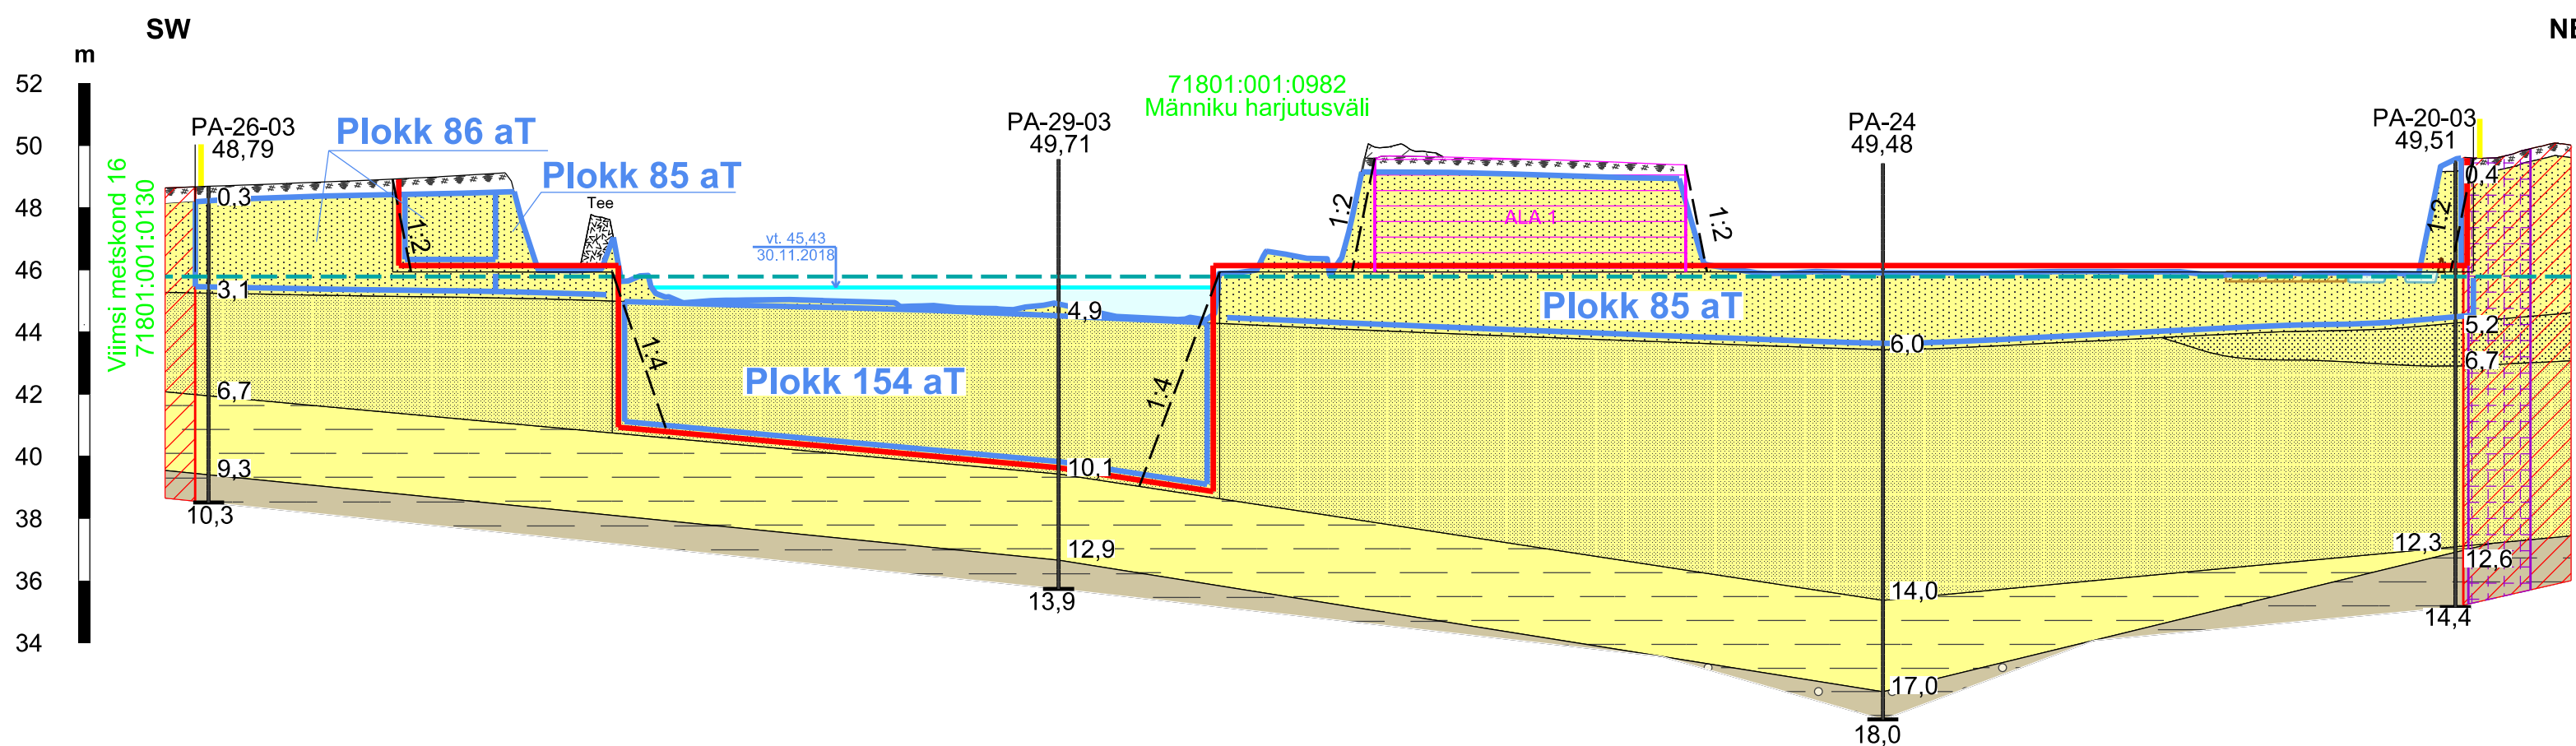 SW
NE
m
52
50
48
46
44
42
40
38
36
34
Viimsi metskond 16
71801:001:0130
PA-26-03
48,79
0,3
3,1
6,7
9,3
10,3
Plokk 86 aT
Plokk 85 aT
1:2
Tee
1:4
vt. 45,43
30.11.2018
Plokk 154 aT
PA-29-03
49,71
4,9
10,1
12,9
13,9
1:4
71801:001:0982
Männiku harjutusväli
1:2
ALA 1
1:2
Plokk 85 aT
PA-24
49,48
6,0
14,0
17,0
18,0
PA-20-03
49,51
0,4
1:2
5,2
6,7
12,3
12,6
14,4